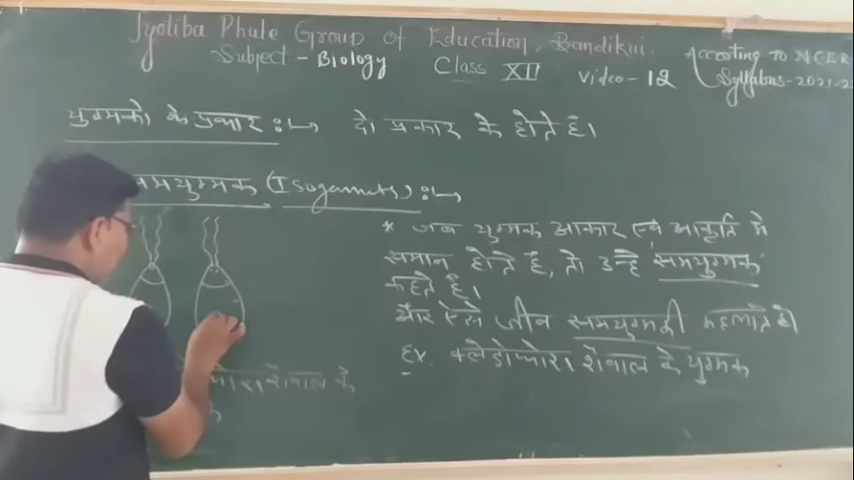 Jyotiba Phule Group of Education, Bandikui.
Subject - Biology Class XII Video - 12
According To NCER
Syllabus - 2021-22
युग्मको के प्रकार :- दो प्रकार के होते हैं।
समयुग्मक (Isogamets) :-
* जब युग्मक आकार एवं आकृति मे
समान होते हैं, तो उन्हे समयुग्मक
कहते हैं।
और ऐसे जीव समयुग्मकी कहलाते है।
Ex. क्लेडोफोरा शैवाल के युग्मक
शैवाल के